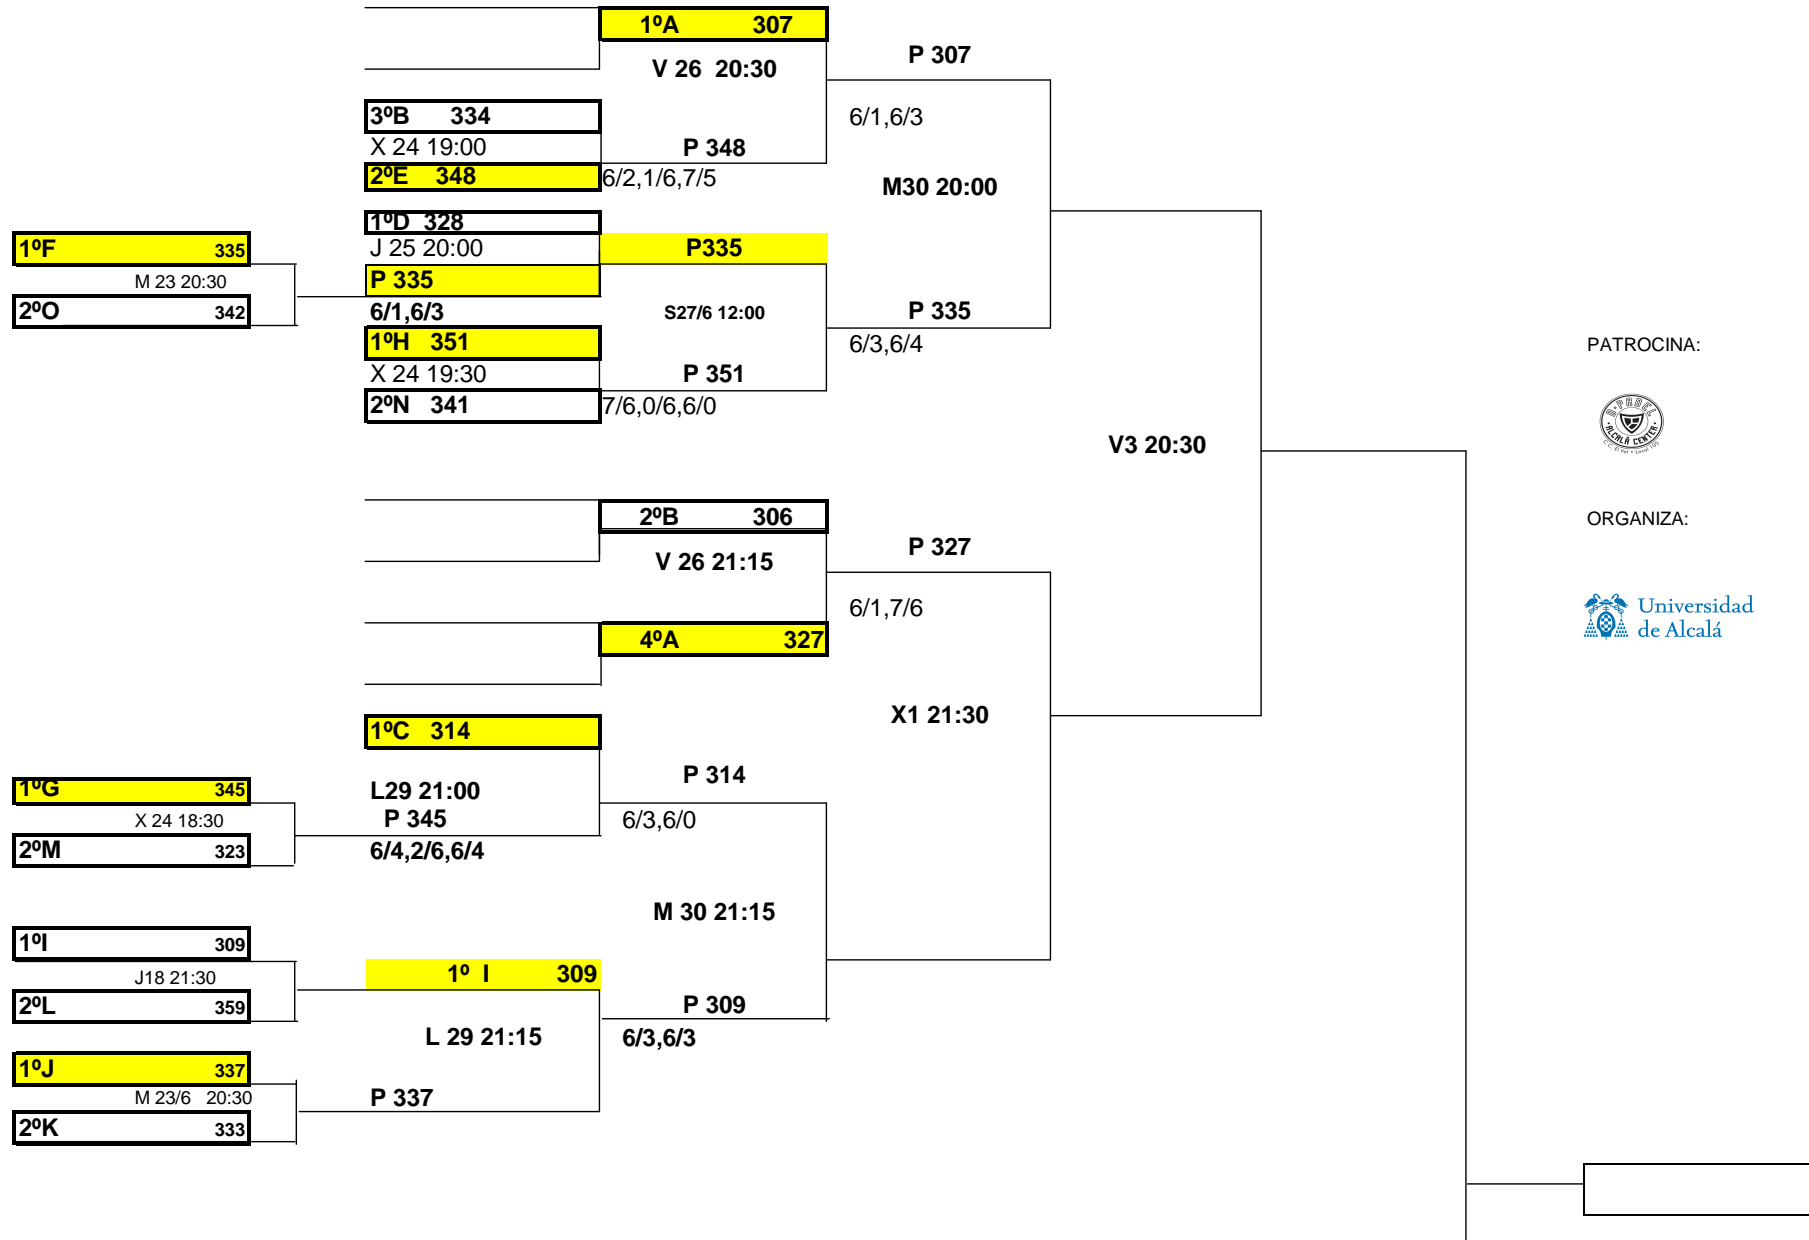 1ºA 307
V 26 20:30
P 307
3ºB 334
6/1,6/3
X 24 19:00
P 348
2ºE 348
6/2,1/6,7/5
M30 20:00
1ºD 328
1ºF 335
J 25 20:00
P335
M 23 20:30
P 335
2ºO 342
6/1,6/3
S27/6 12:00
P 335
1ºH 351
6/3,6/4
PATROCINA:
X 24 19:30
P 351
2ºN 341
7/6,0/6,6/0
S·PADEL
ALCALÁ CENTER
V3 20:30
2ºB 306
ORGANIZA:
P 327
V 26 21:15
6/1,7/6
Universidad
de Alcalá
4ºA 327
1ºC 314
X1 21:30
P 314
1ºG 345
L29 21:00
X 24 18:30
P 345
6/3,6/0
2ºM 323
6/4,2/6,6/4
M 30 21:15
1ºI 309
J18 21:30
1º I 309
2ºL 359
P 309
L 29 21:15
6/3,6/3
1ºJ 337
M 23/6 20:30
P 337
2ºK 333